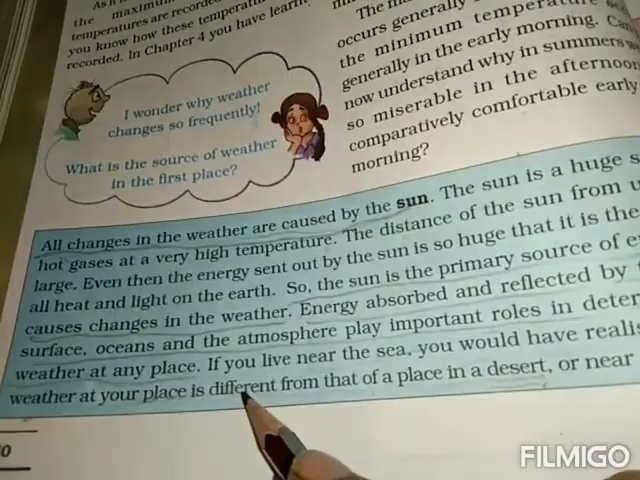 As it
the maximum
temperatures are recorded
you know how these temperat
recorded. In Chapter 4 you have learn
I wonder why weather
changes so frequently!
What is the source of weather
in the first place?
The m
occurs generally
the minimum temperature
generally in the early morning. Can
now understand why in summers
so miserable in the afternoon
comparatively comfortable early
morning?
All changes in the weather are caused by the sun. The sun is a huge s
hot gases at a very high temperature. The distance of the sun from u
large. Even then the energy sent out by the sun is so huge that it is the
all heat and light on the earth. So, the sun is the primary source of e
causes changes in the weather. Energy absorbed and reflected by
surface, oceans and the atmosphere play important roles in deter
weather at any place. If you live near the sea, you would have realis
weather at your place is different from that of a place in a desert, or near
0
FILMIGO